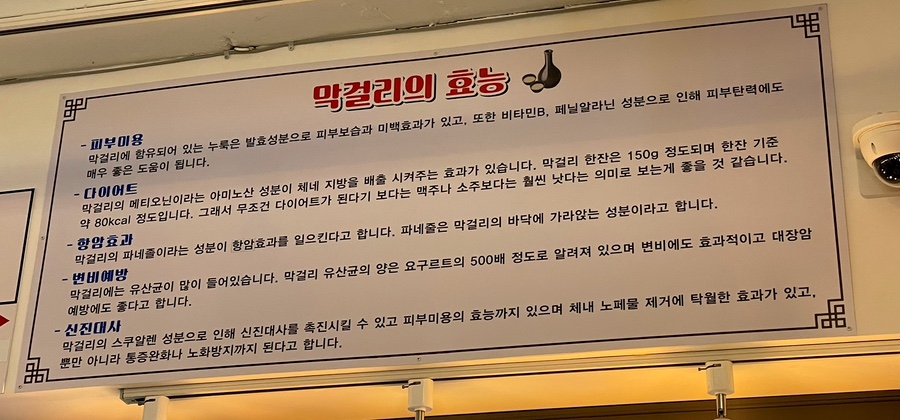 막걸리의 효능
- 피부미용
막걸리에 함유되어 있는 누룩은 발효성분으로 피부보습과 미백효과가 있고, 또한 비타민B, 페닐알라닌 성분으로 인해 피부탄력에도
매우 좋은 도움이 됩니다.
- 다이어트
막걸리의 메티오닌이라는 아미노산 성분이 체네 지방을 배출 시켜주는 효과가 있습니다. 막걸리 한잔은 150g 정도되며 한잔 기준
약 80kcal 정도입니다. 그래서 무조건 다이어트가 된다기 보다는 맥주나 소주보다는 훨씬 낫다는 의미로 보는게 좋을 것 같습니다.
- 항암효과
막걸리의 파네졸이라는 성분이 항암효과를 일으킨다고 합니다. 파네줄은 막걸리의 바닥에 가라앉는 성분이라고 합니다.
- 변비예방
막걸리에는 유산균이 많이 들어있습니다. 막걸리 유산균의 양은 요구르트의 500배 정도로 알려져 있으며 변비에도 효과적이고 대장암
예방에도 좋다고 합니다.
- 신진대사
막걸리의 스쿠알렌 성분으로 인해 신진대사를 촉진시킬 수 있고 피부미용의 효능까지 있으며 체내 노폐물 제거에 탁월한 효과가 있고,
뿐만 아니라 통증완화나 노화방지까지 된다고 합니다.